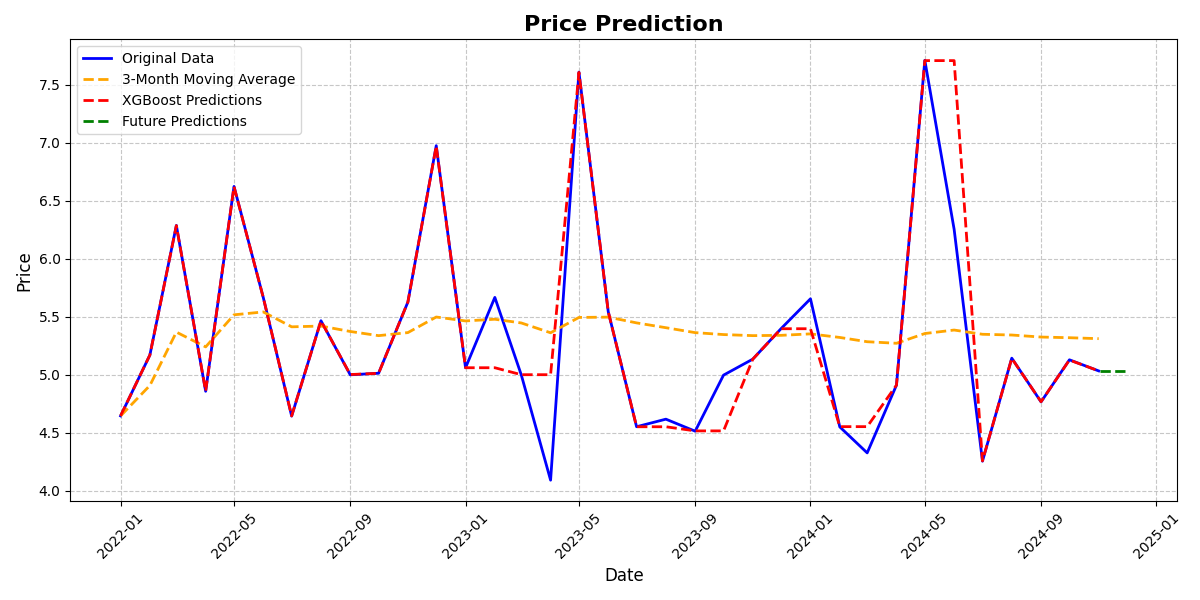 Price Prediction
Original Data
3-Month Moving Average
XGBoost Predictions
Future Predictions
Price
7.5
7.0
6.5
6.0
5.5
5.0
4.5
4.0
2022-01
2022-05
2022-09
2023-01
2023-05
2023-09
2024-01
2024-05
2024-09
2025-01
Date